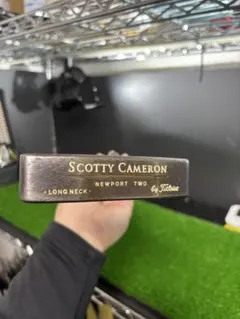 SCOTTY CAMERON
NEWPORT TWO
· LONG NECK · By Titleist